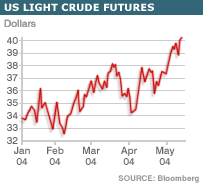 US LIGHT CRUDE FUTURES
Dollars
40
39
38
37
36
35
34
33
32
Jan Feb Mar Apr May
04 04 04 04 04
SOURCE: Bloomberg